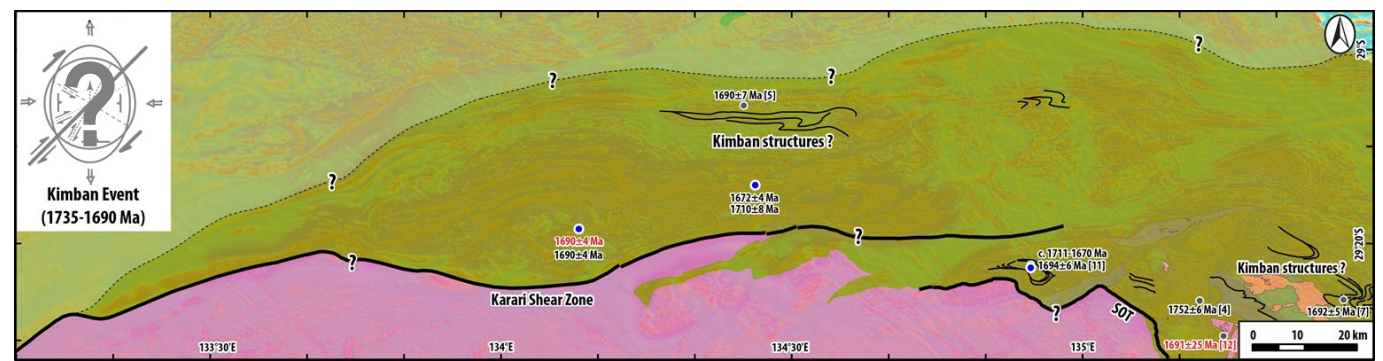 ?
Kimban Event
(1735-1690 Ma)
?
?
?
?
29°S
1690±7 Ma [5]
Kimban structures ?
1672±4 Ma
1710±8 Ma
1690±4 Ma
1690±4 Ma
?
?
29°20'S
c. 1711-1670 Ma
1694±6 Ma [11]
Kimban structures ?
Karari Shear Zone
?
SOT
1752±6 Ma [4]
1692±5 Ma [7]
1691±25 Ma [12]
0 10 20 km
133°30'E
134°E
134°30'E
135°E